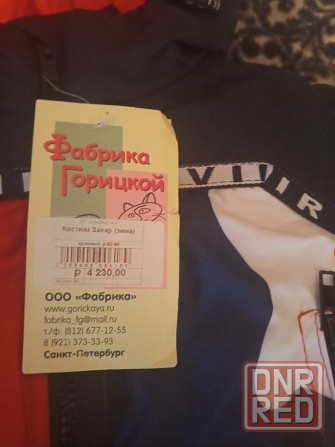 Фабрика
Горицкой
V I I R
Костюм Захар (зима)
₽ 4 230,00
ООО «Фабрика»
www.gorickaya.ru
fabrika_fg@mail.ru
т./ф. (812) 677-12-55
8 (921) 373-33-93
Санкт-Петербург
DNR
RED